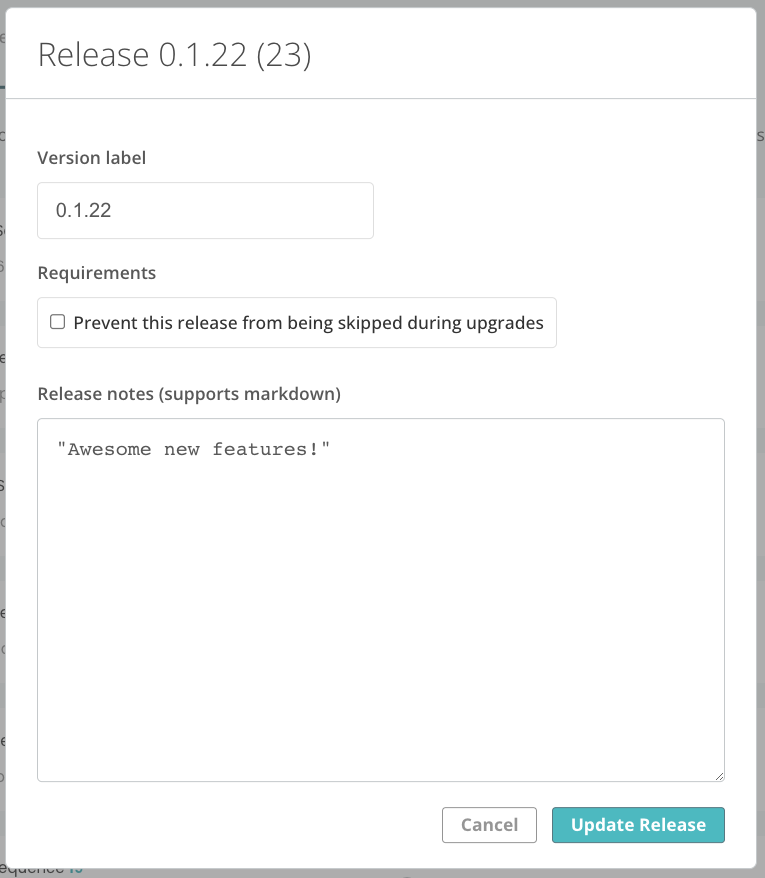 Release 0.1.22 (23)
Version label
0.1.22
Requirements
Prevent this release from being skipped during upgrades
Release notes (supports markdown)
"Awesome new features!"
Cancel Update Release